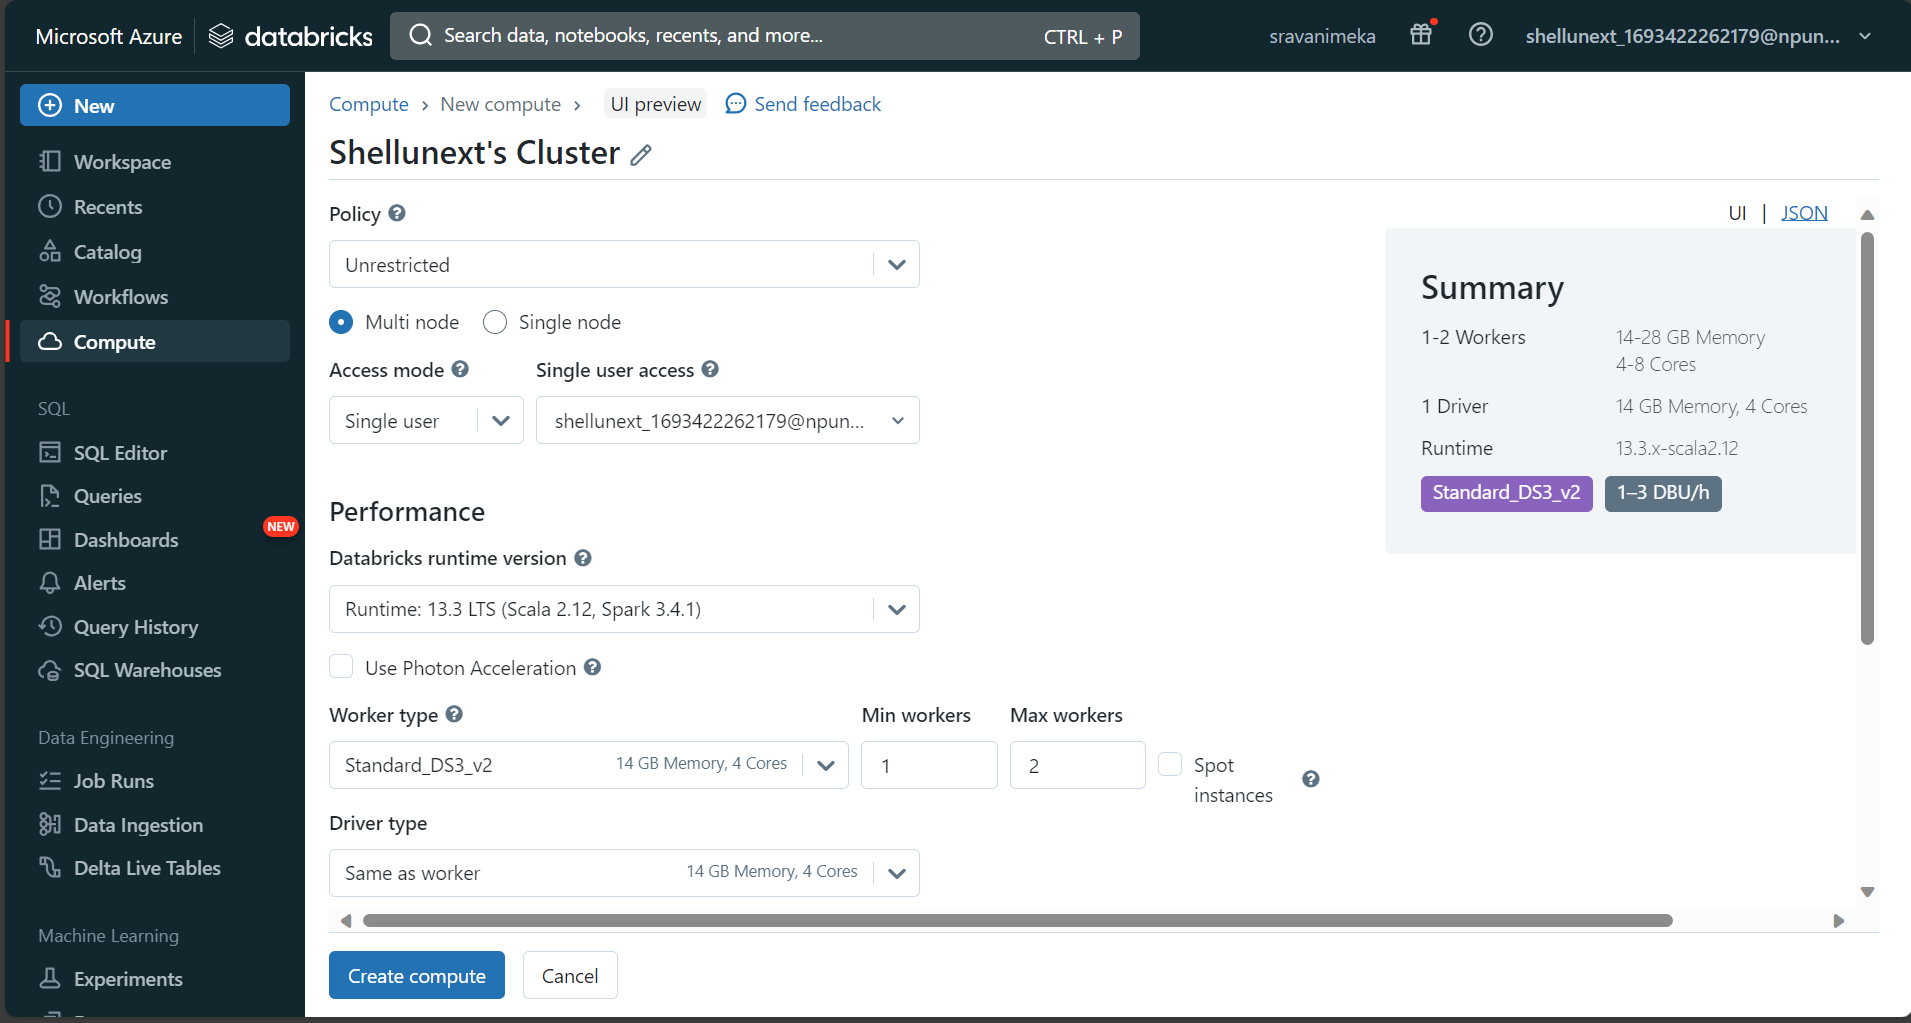 Microsoft Azure databricks Search data, notebooks, recents, and more... CTRL + P sravanimeka shellunext_1693422262179@npun...
New
Workspace
Recents
Catalog
Workflows
Compute
SQL
SQL Editor
Queries
Dashboards NEW
Alerts
Query History
SQL Warehouses
Data Engineering
Job Runs
Data Ingestion
Delta Live Tables
Machine Learning
Experiments
Compute › New compute › UI preview Send feedback
Shellunext's Cluster
Policy
Unrestricted
Multi node Single node
Access mode Single user access
Single user shellunext_1693422262179@npun...
Performance
Databricks runtime version
Runtime: 13.3 LTS (Scala 2.12, Spark 3.4.1)
Use Photon Acceleration
Worker type Min workers Max workers
Standard_DS3_v2 14 GB Memory, 4 Cores 1 2 Spot
instances
Driver type
Same as worker 14 GB Memory, 4 Cores
Create compute Cancel
UI | JSON
Summary
1-2 Workers 14-28 GB Memory
4-8 Cores
1 Driver 14 GB Memory, 4 Cores
Runtime 13.3.x-scala2.12
Standard_DS3_v2 1–3 DBU/h